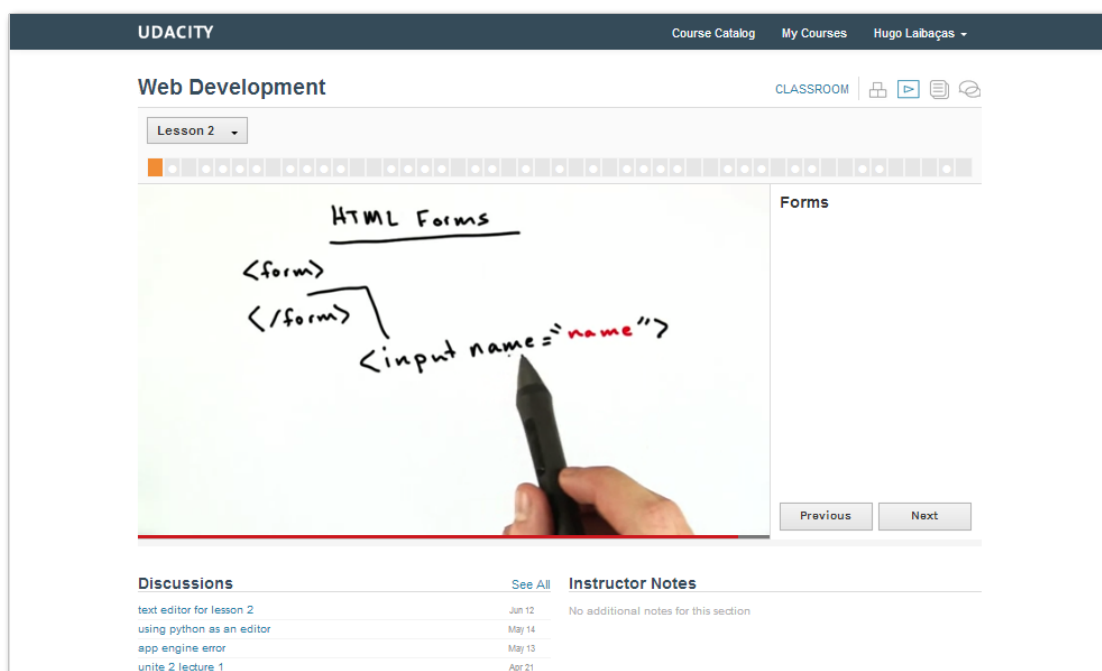 UDACITY
Course Catalog My Courses Hugo Laibaças
Web Development
CLASSROOM
Lesson 2
HTML Forms
<form>
</form>
<input name="name">
Forms
Previous Next
Discussions See All
text editor for lesson 2 Jun 12
using python as an editor May 14
app engine error May 13
unite 2 lecture 1 Apr 21
Instructor Notes
No additional notes for this section